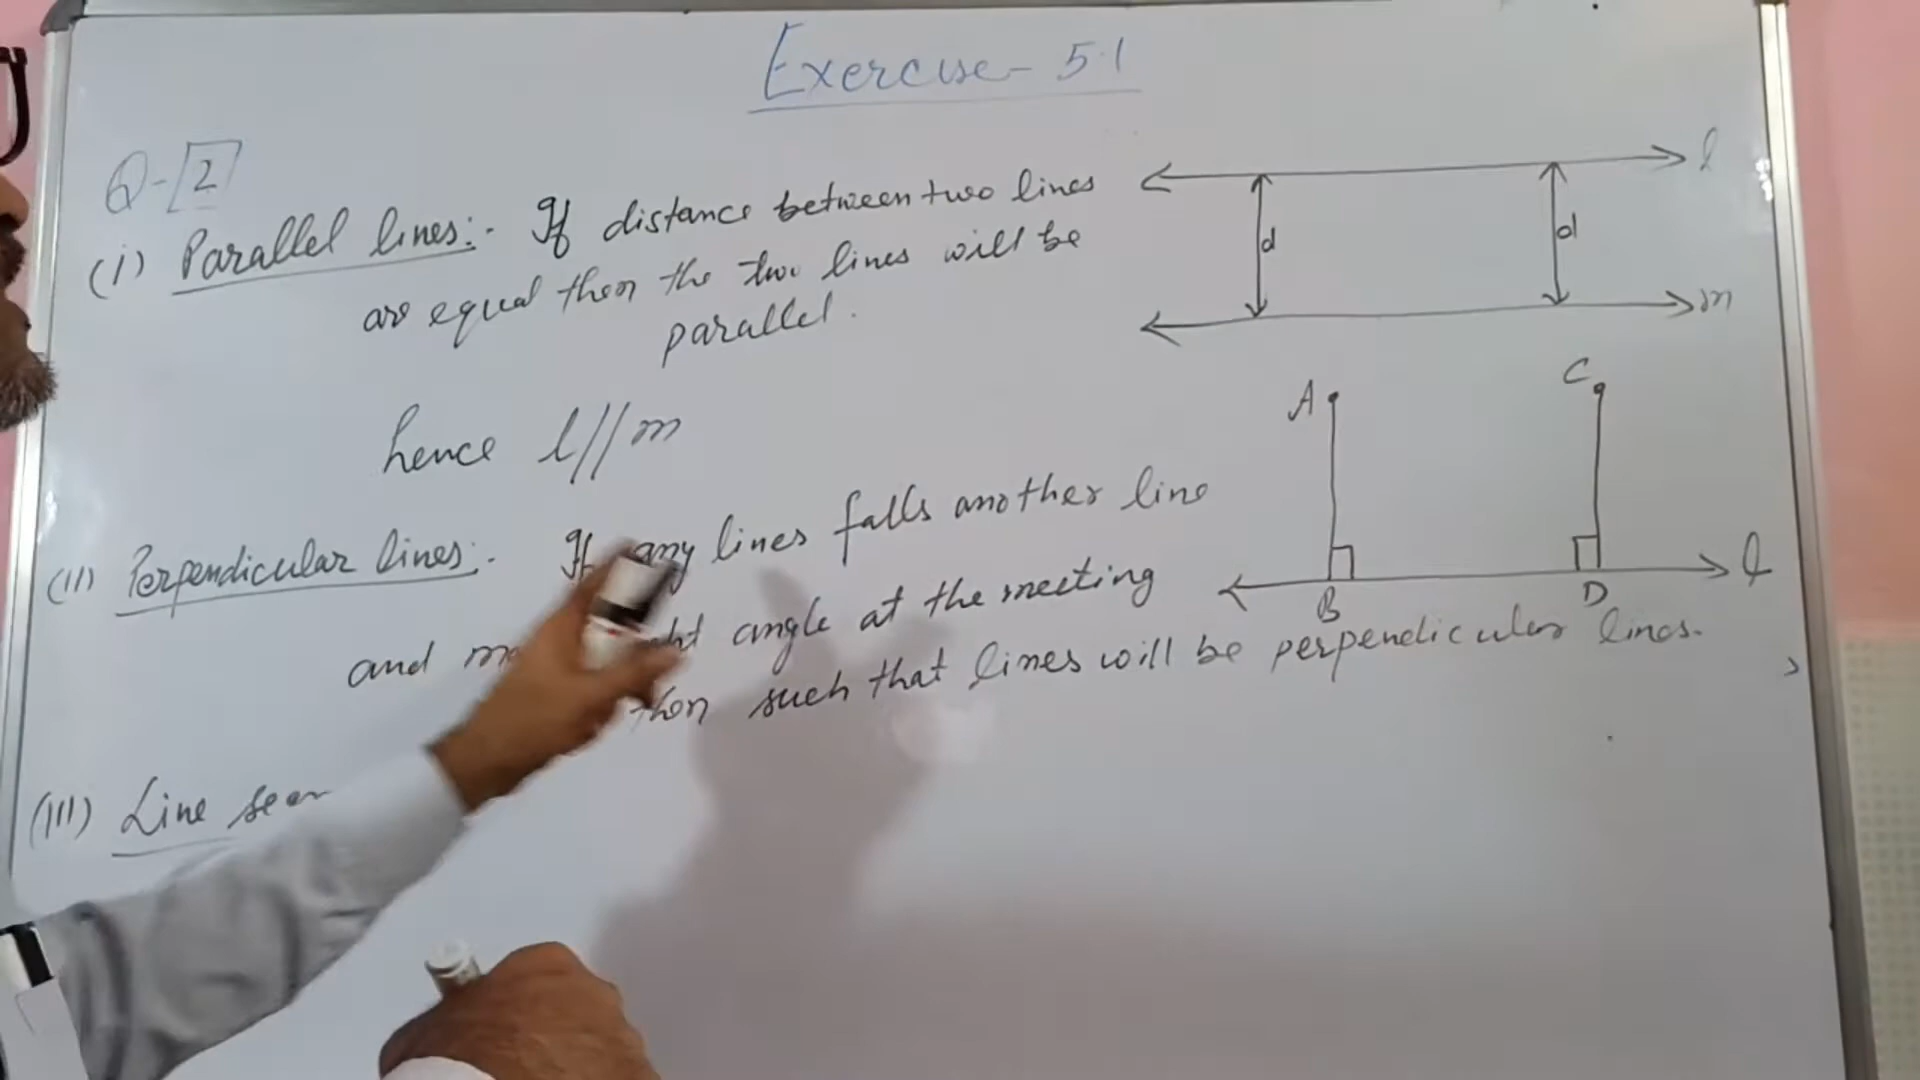 Exercise - 5.1
Q-2
(i) Parallel lines:- If distance between two lines
are equal then the two lines will be
parallel.
l
d
d
m
hence l//m
A
C
B
D
l
(II) Perpendicular lines:- If any lines falls another line
and angle at the meeting
then such that lines will be perpendicular lines.
(III) Line